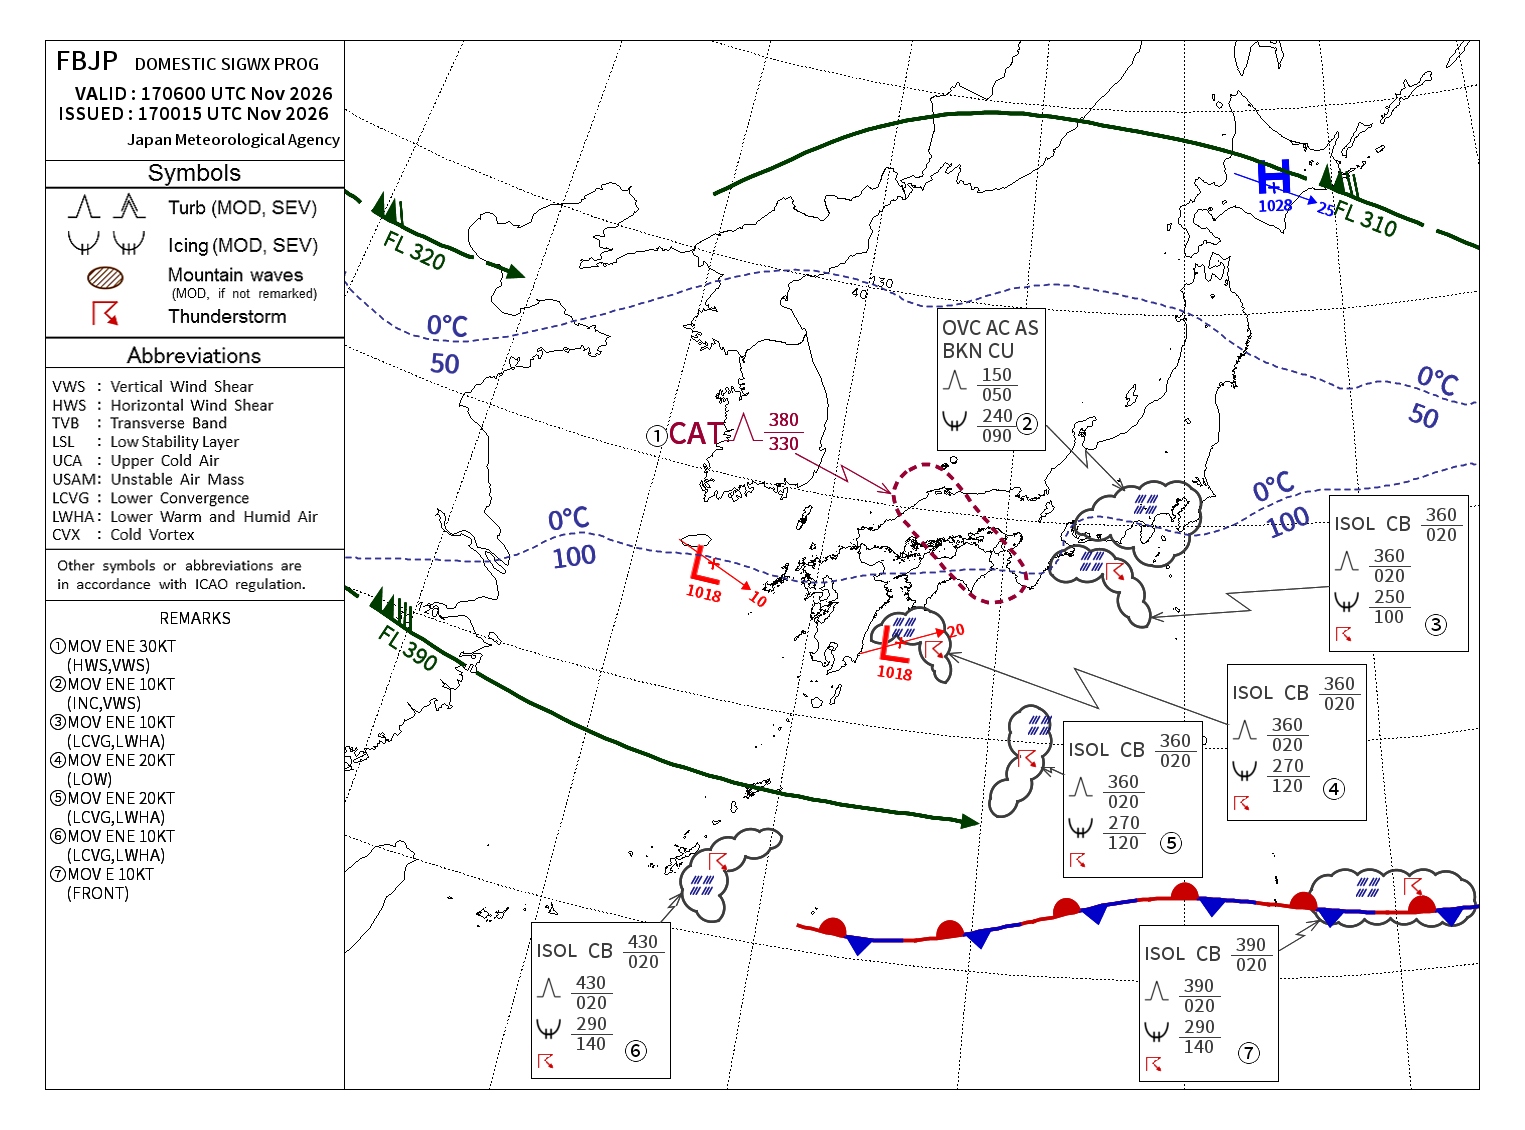 FBJP DOMESTIC SIGWX PROG
VALID : 170600 UTC Nov 2026
ISSUED : 170015 UTC Nov 2026
Japan Meteorological Agency
Symbols
Turb (MOD, SEV)
Icing (MOD, SEV)
Mountain waves
(MOD, if not remarked)
Thunderstorm
Abbreviations
VWS : Vertical Wind Shear
HWS : Horizontal Wind Shear
TVB : Transverse Band
LSL : Low Stability Layer
UCA : Upper Cold Air
USAM: Unstable Air Mass
LCVG : Lower Convergence
LWHA: Lower Warm and Humid Air
CVX : Cold Vortex
Other symbols or abbreviations are
in accordance with ICAO regulation.
REMARKS
①MOV ENE 30KT
(HWS,VWS)
②MOV ENE 10KT
(INC,VWS)
③MOV ENE 10KT
(LCVG,LWHA)
④MOV ENE 20KT
(LOW)
⑤MOV ENE 20KT
(LCVG,LWHA)
⑥MOV ENE 10KT
(LCVG,LWHA)
⑦MOV E 10KT
(FRONT)
FL 320
FL 310
H
1028
25
130
40
0°C
50
0°C
50
OVC AC AS
BKN CU
150
050
240
090
②
①CAT
380
330
0°C
100
0°C
100
L
1018
10
L
1018
20
FL 390
ISOL CB 360
020
360
020
250
100
③
ISOL CB 360
020
360
020
270
120
④
ISOL CB 360
020
360
020
270
120
⑤
ISOL CB 430
020
430
020
290
140
⑥
ISOL CB 390
020
390
020
290
140
⑦